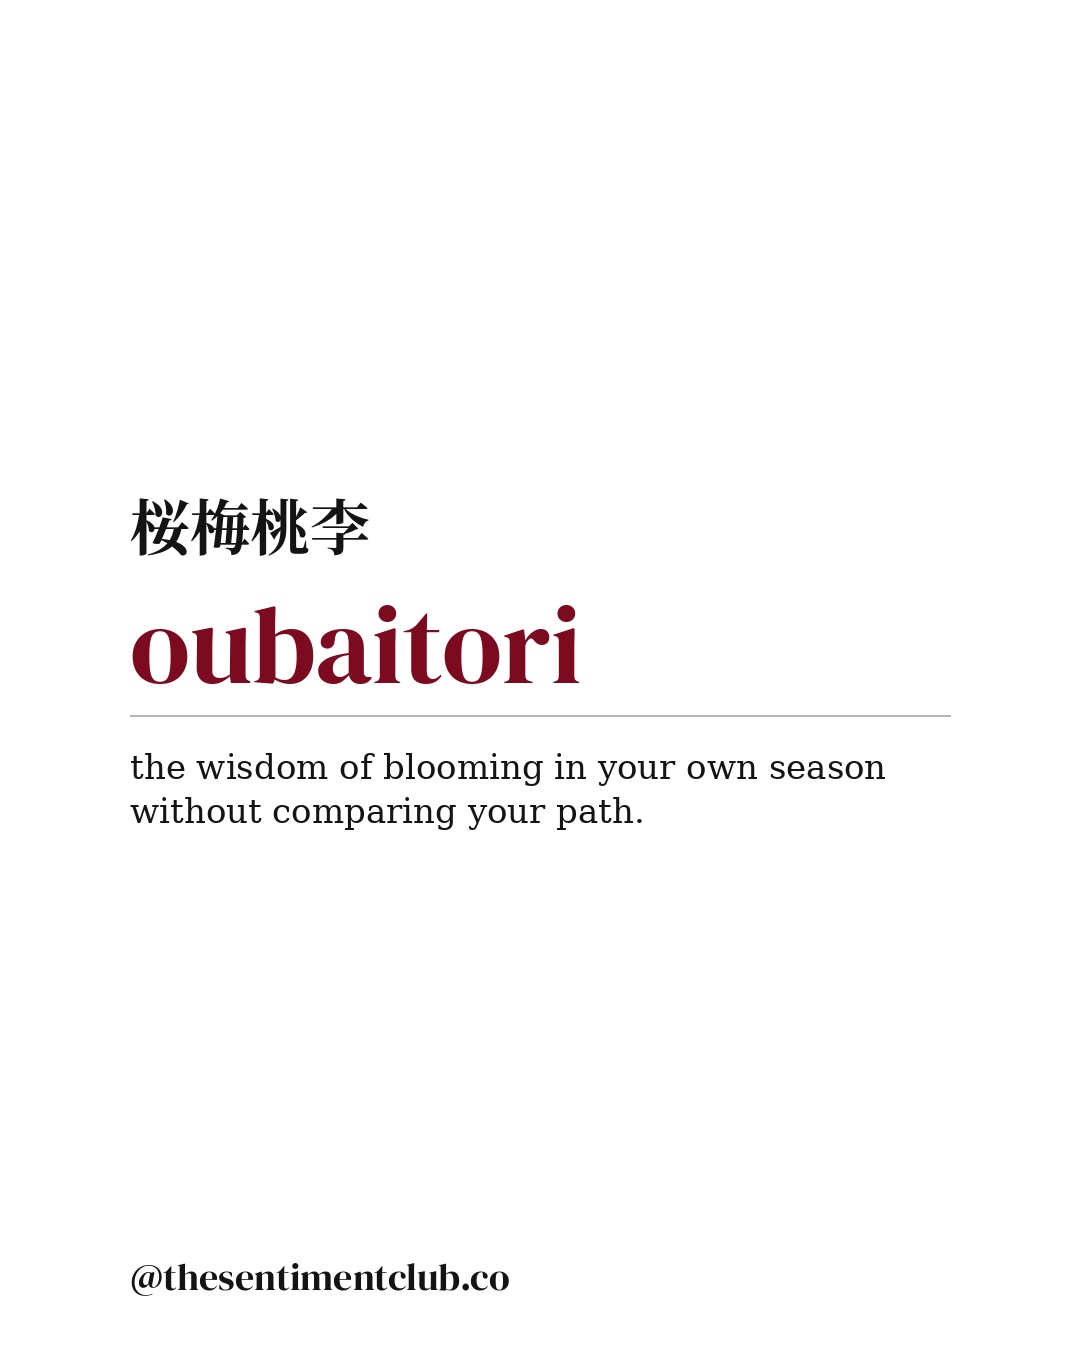 桜梅桃李
oubaitori
the wisdom of blooming in your own season
without comparing your path.
@thesentimentclub.co